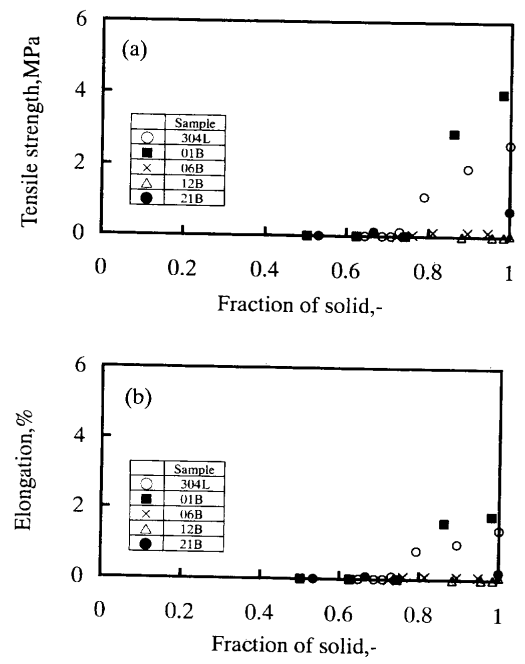 6
(a)
4
Tensile strength,MPa
Sample
304L
01B
06B
12B
21B
2
0
0 0.2 0.4 0.6 0.8 1
Fraction of solid,-
6
(b)
4
Elongation,%
Sample
304L
01B
06B
12B
21B
2
0
0 0.2 0.4 0.6 0.8 1
Fraction of solid,-